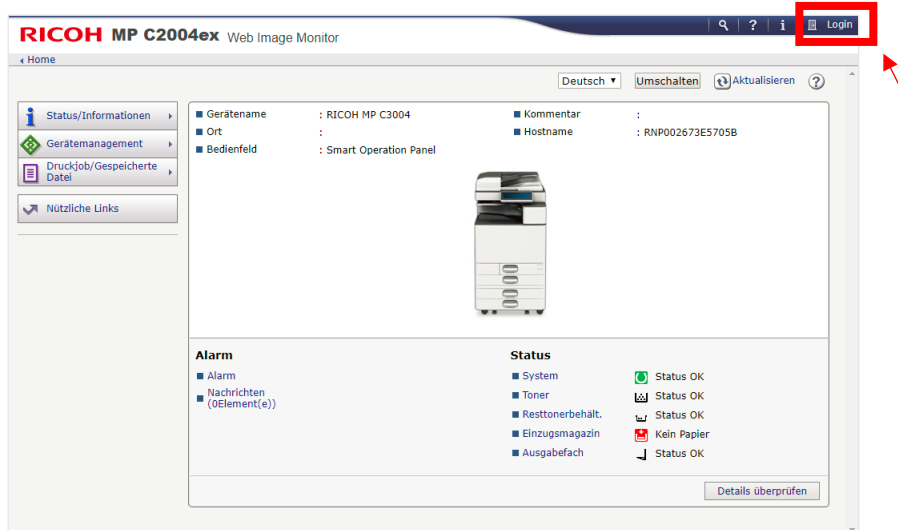 RICOH MP C2004ex Web Image Monitor
? i Login
Home
Deutsch Umschalten Aktualisieren ?
Status/Informationen
Gerätemanagement
Druckjob/Gespeicherte
Datei
Nützliche Links
Gerätename : RICOH MP C3004
Ort :
Bedienfeld : Smart Operation Panel
Kommentar :
Hostname : RNP002673E5705B
Alarm
Alarm
Nachrichten
(0Element(e))
Status
System Status OK
Toner Status OK
Resttonerbehält. Status OK
Einzugsmagazin Kein Papier
Ausgabefach Status OK
Details überprüfen